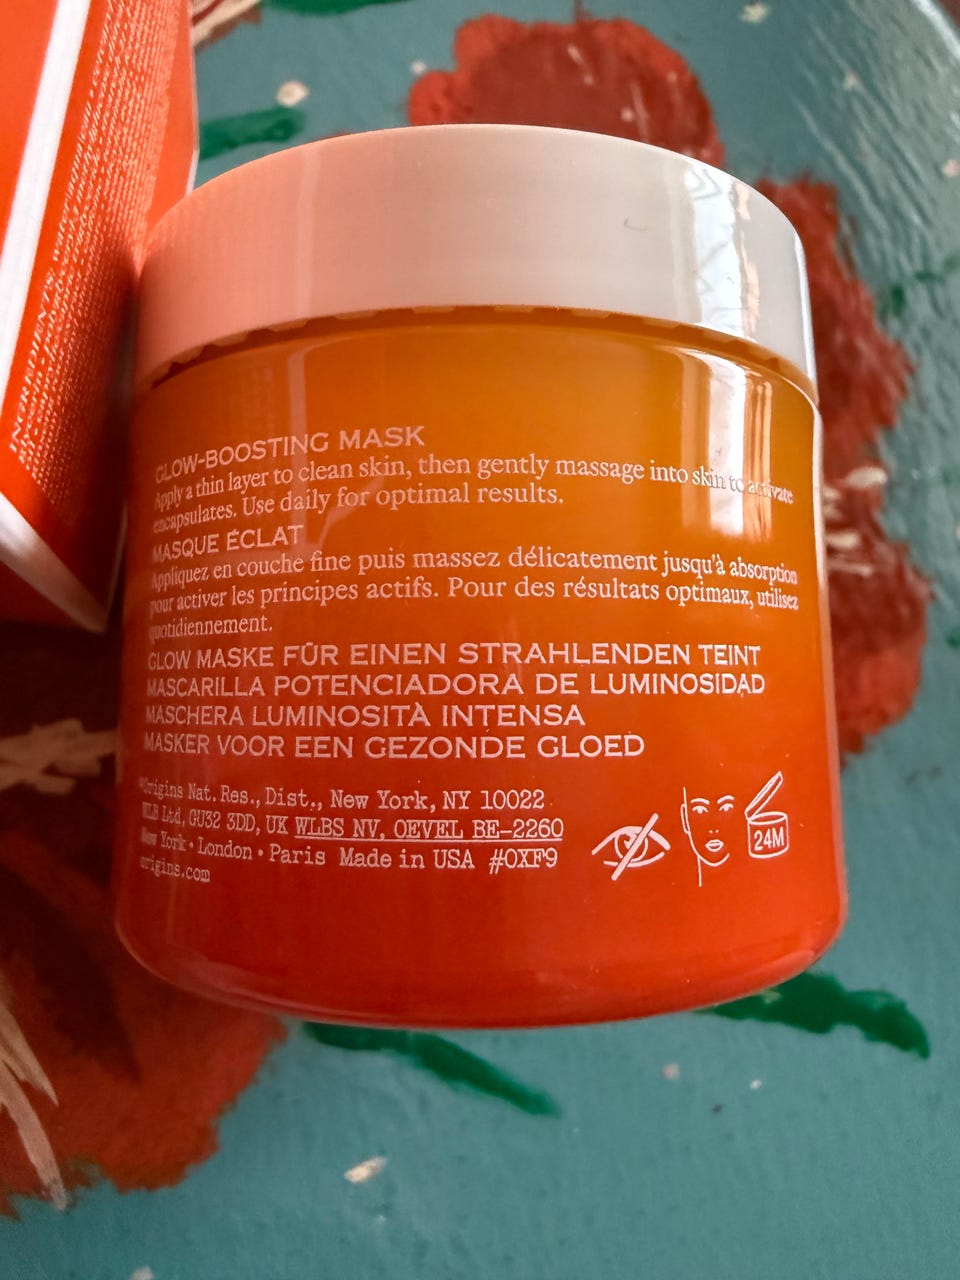 GLOW-BOOSTING MASK
Apply a thin layer to clean skin, then gently massage into skin to activate
encapsulates. Use daily for optimal results.
MASQUE ÉCLAT
Appliquez en couche fine puis massez délicatement jusqu'à absorption
pour activer les principes actifs. Pour des résultats optimaux, utilisez
quotidiennement.
GLOW MASKE FÜR EINEN STRAHLENDEN TEINT
MASCARILLA POTENCIADORA DE LUMINOSIDAD
MASCHERA LUMINOSITÀ INTENSA
MASKER VOOR EEN GEZONDE GLOED
Origins Nat. Res., Dist., New York, NY 10022
Ltd, GU32 3DD, UK WLBS NV, OEVEL BE-2260
New York • London • Paris Made in USA #0XF9
origins.com
24M
INGREDIENTS: